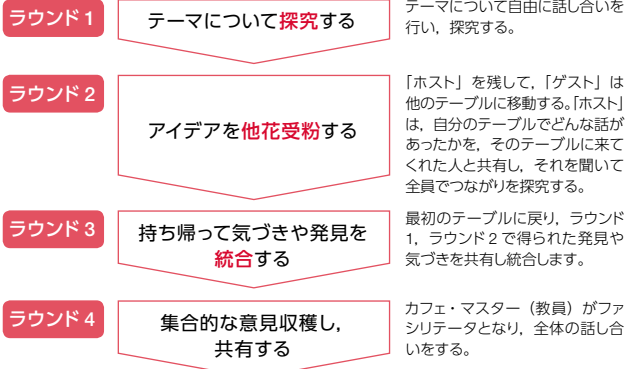 ラウンド 1
テーマについて探究する
テーマについて自由に話し合いを
行い，探究する。
ラウンド 2
アイデアを他花受粉する
「ホスト」を残して，「ゲスト」は
他のテーブルに移動する。「ホスト」
は，自分のテーブルでどんな話が
あったかを，そのテーブルに来て
くれた人と共有し，それを聞いて
全員でつながりを探究する。
ラウンド 3
持ち帰って気づきや発見を
統合する
最初のテーブルに戻り，ラウンド
1，ラウンド 2 で得られた発見や
気づきを共有し統合します。
ラウンド 4
集合的な意見収穫し，
共有する
カフェ・マスター（教員）がファ
シリテータとなり，全体の話し合
いをする。